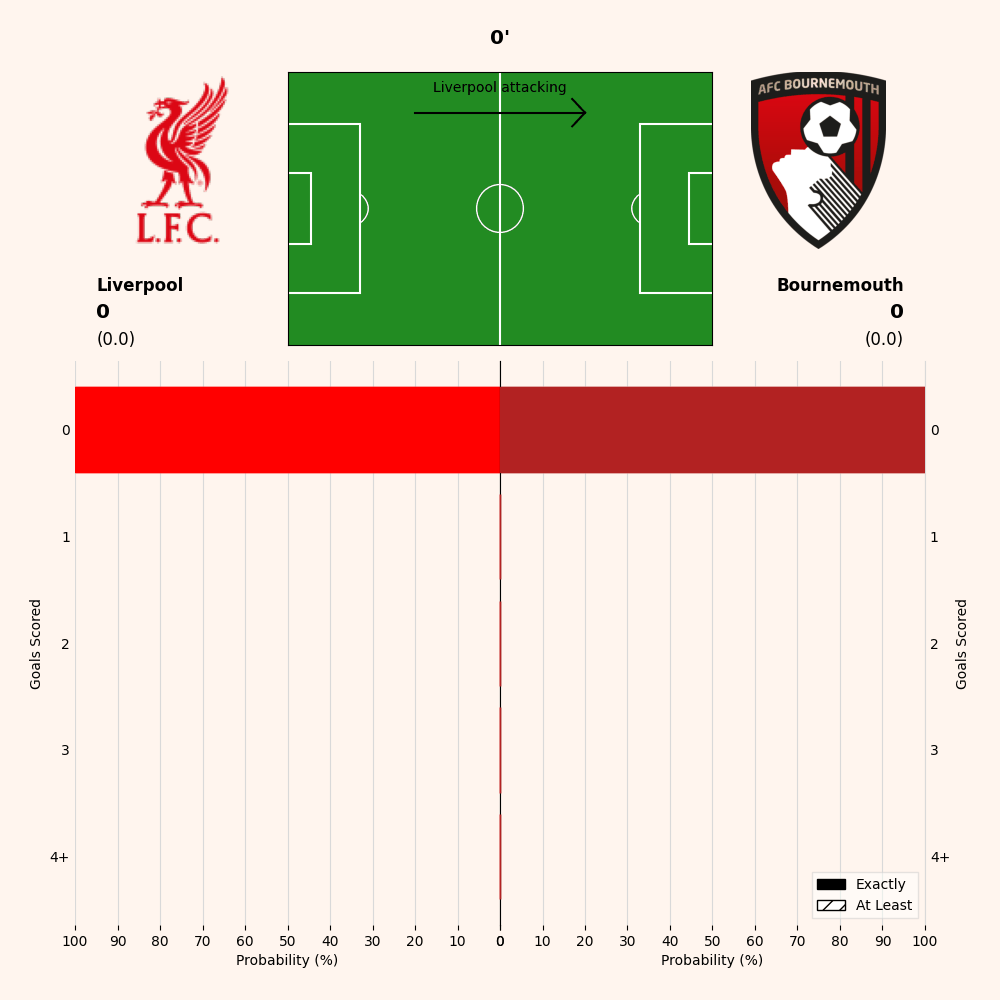 0'
Liverpool attacking
L.F.C.
AFC BOURNEMOUTH
Liverpool
0
(0.0)
Bournemouth
0
(0.0)
0
1
2
3
4+
Goals Scored
0
1
2
3
4+
Goals Scored
Exactly
At Least
100 90 80 70 60 50 40 30 20 10 0
0 10 20 30 40 50 60 70 80 90 100
Probability (%)
Probability (%)